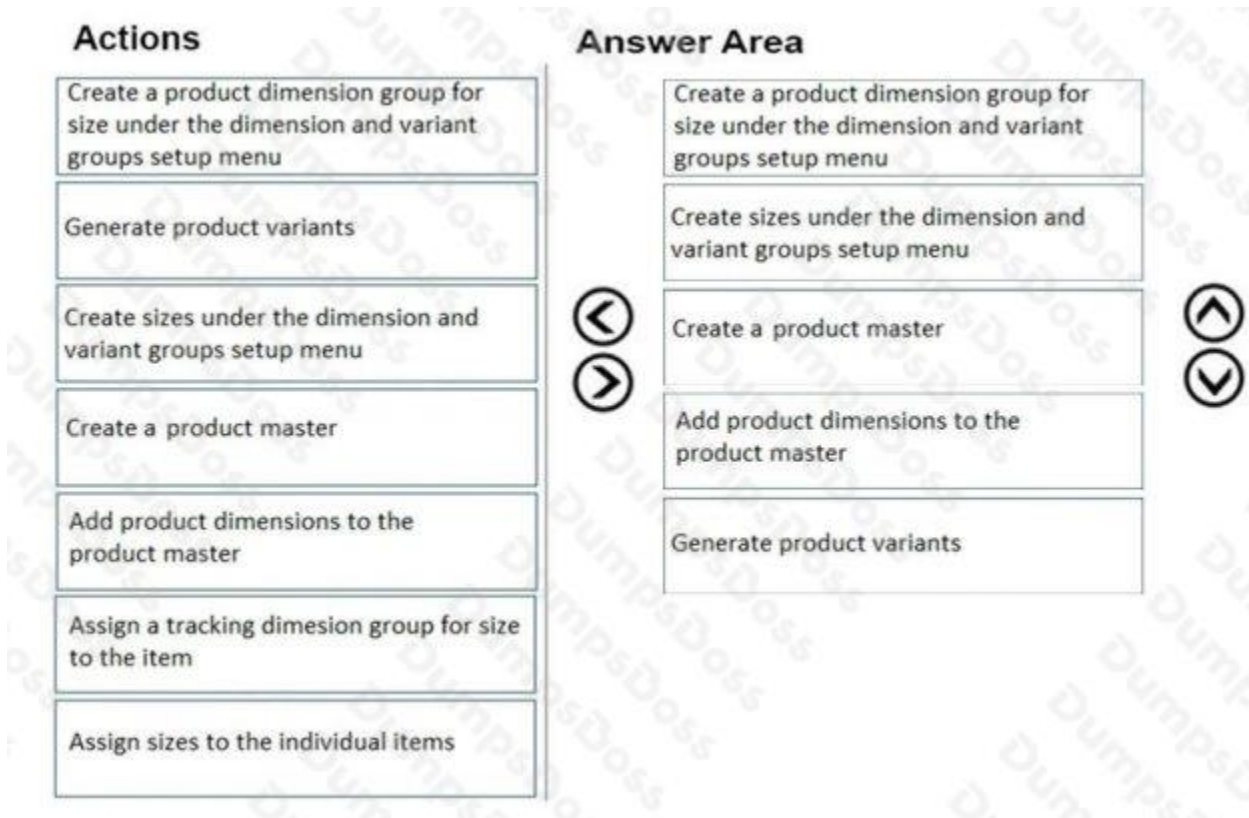 Actions
Create a product dimension group for
size under the dimension and variant
groups setup menu
Generate product variants
Create sizes under the dimension and
variant groups setup menu
Create a product master
Add product dimensions to the
product master
Assign a tracking dimesion group for size
to the item
Assign sizes to the individual items
Answer Area
Create a product dimension group for
size under the dimension and variant
groups setup menu
Create sizes under the dimension and
variant groups setup menu
Create a product master
Add product dimensions to the
product master
Generate product variants
DumpsDoss